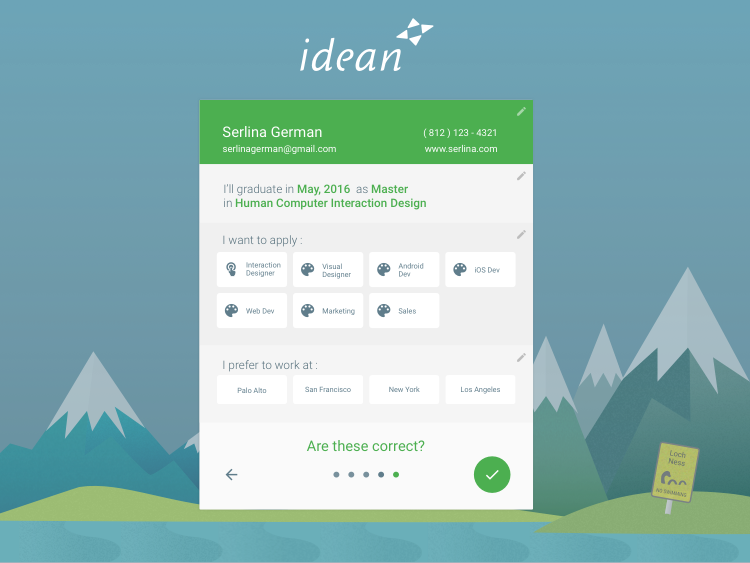 idean
Serlina German
( 812 ) 123 - 4321
serlinagerman@gmail.com
www.serlina.com
I'll graduate in May, 2016 as Master
in Human Computer Interaction Design
I want to apply :
Interaction
Designer
Visual
Designer
Android
Dev
iOS Dev
Web Dev
Marketing
Sales
I prefer to work at :
Palo Alto
San Francisco
New York
Los Angeles
Are these correct?
Loch
Ness
NO SWIMMING